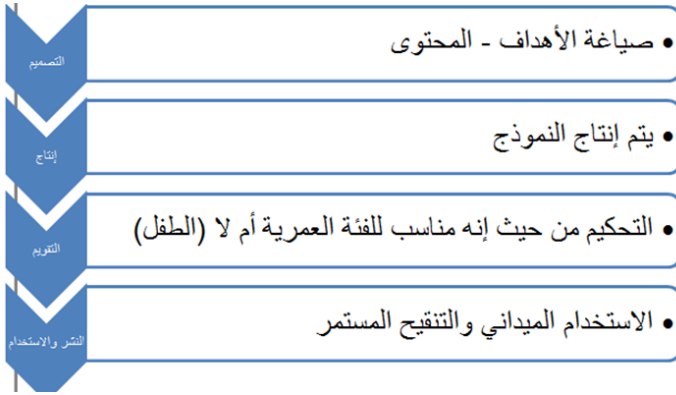 التصميم
• صياغة الأهداف - المحتوى
إنتاج
• يتم إنتاج النموذج
التقويم
• التحكيم من حيث إنه مناسب للفئة العمرية أم لا (الطفل)
النشر والاستخدام
• الاستخدام الميداني والتنقيح المستمر